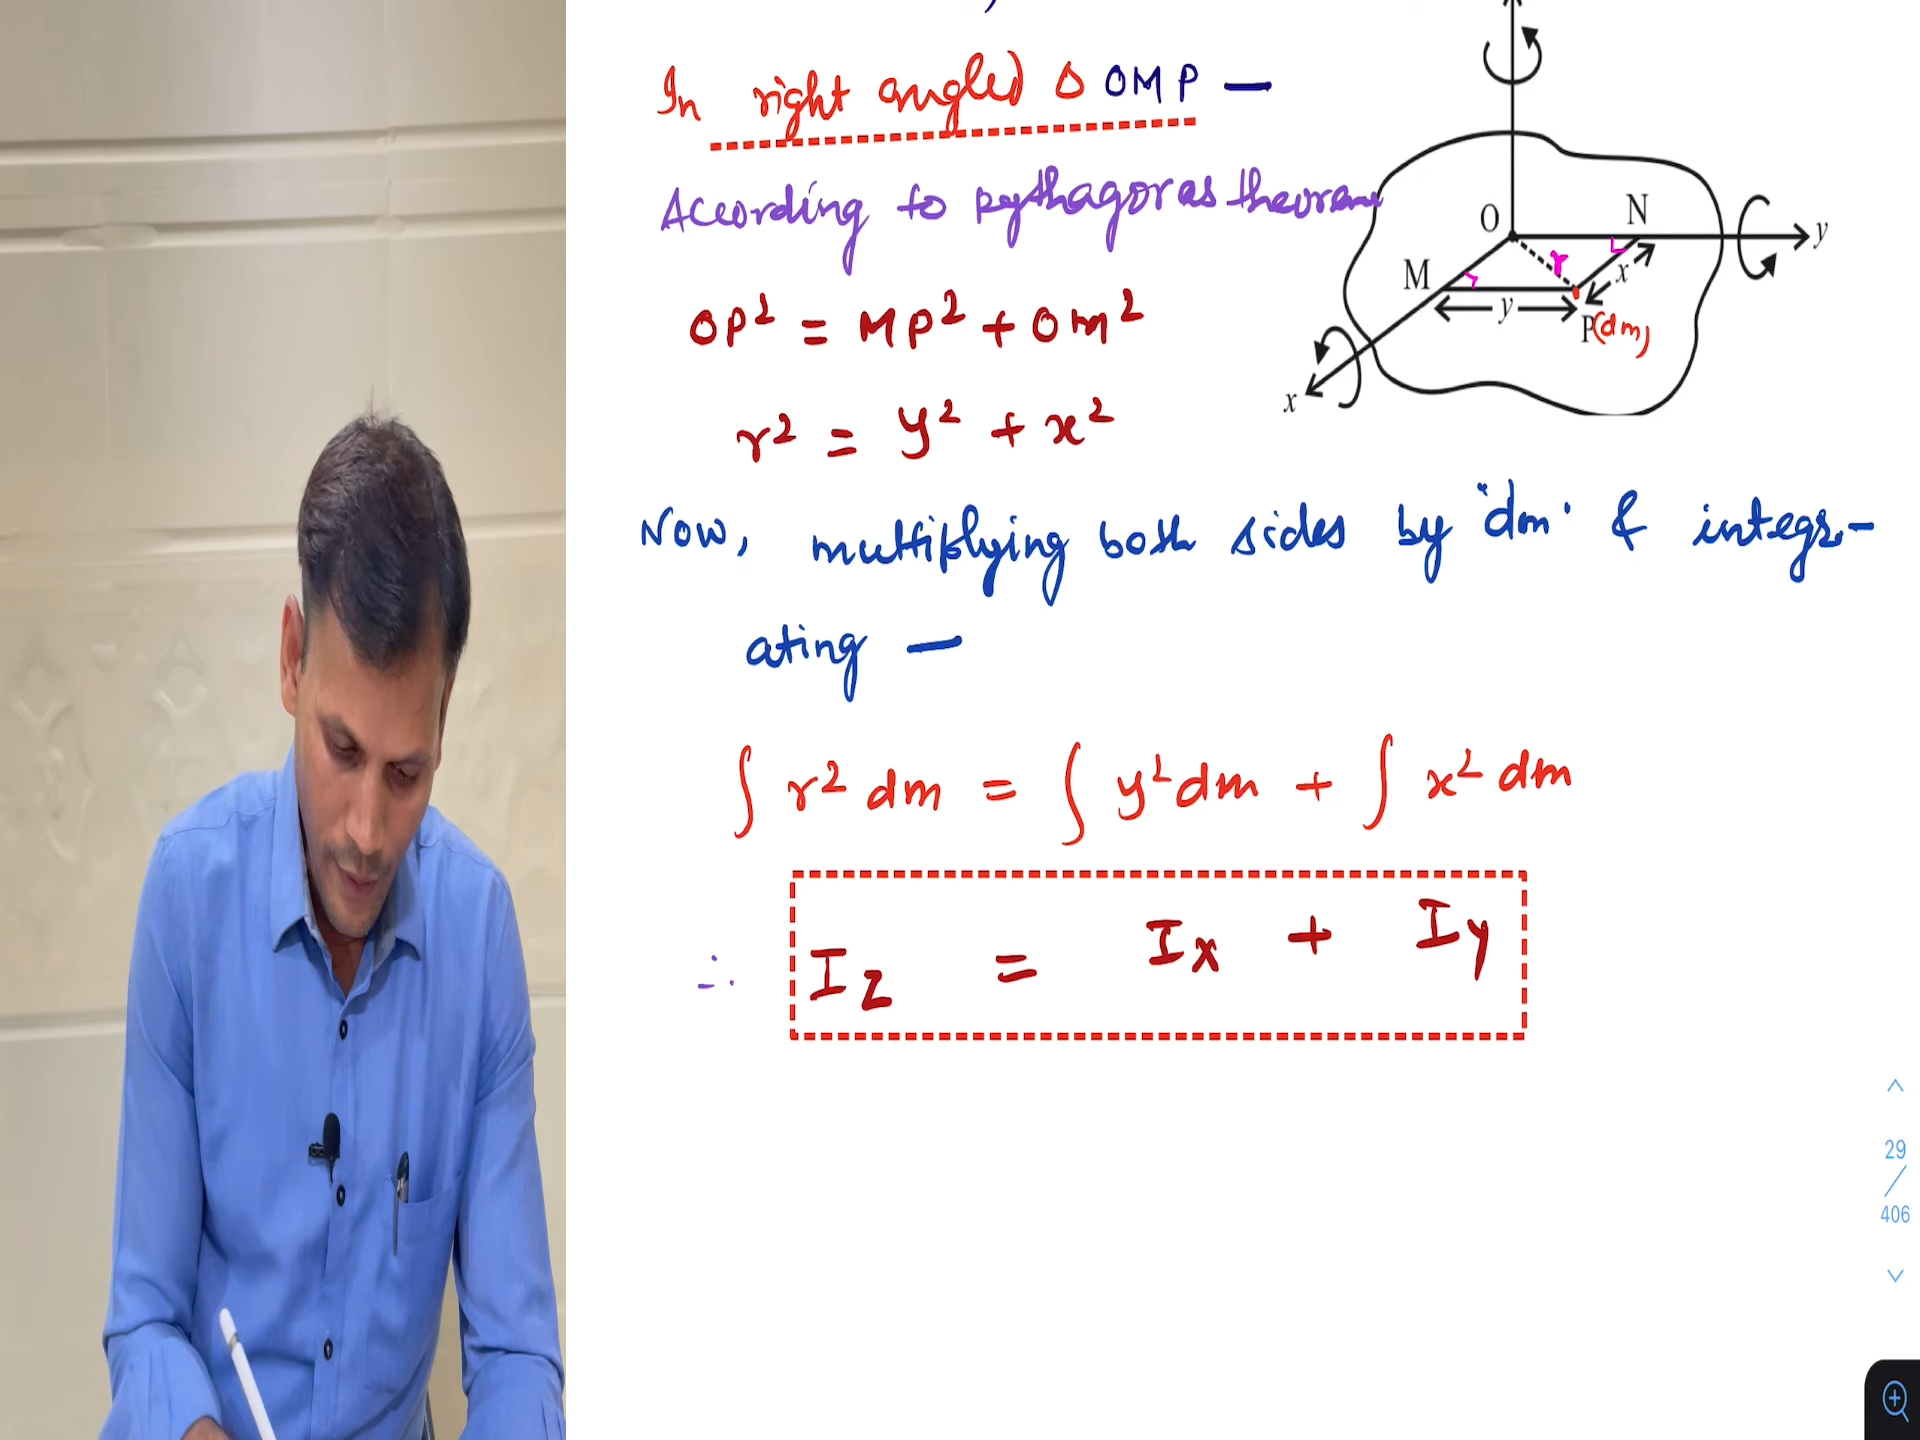 In right angled Δ OMP –
According to pythagoras theorem
OP² = MP² + OM²
r² = y² + x²
Now, multiplying both sides by "dm" & integr-
ating –
∫ r² dm = ∫ y² dm + ∫ x² dm
∴ Iz = Ix + Iy
O
N
y
M
r
x
y
P(dm)
x
29
/
406